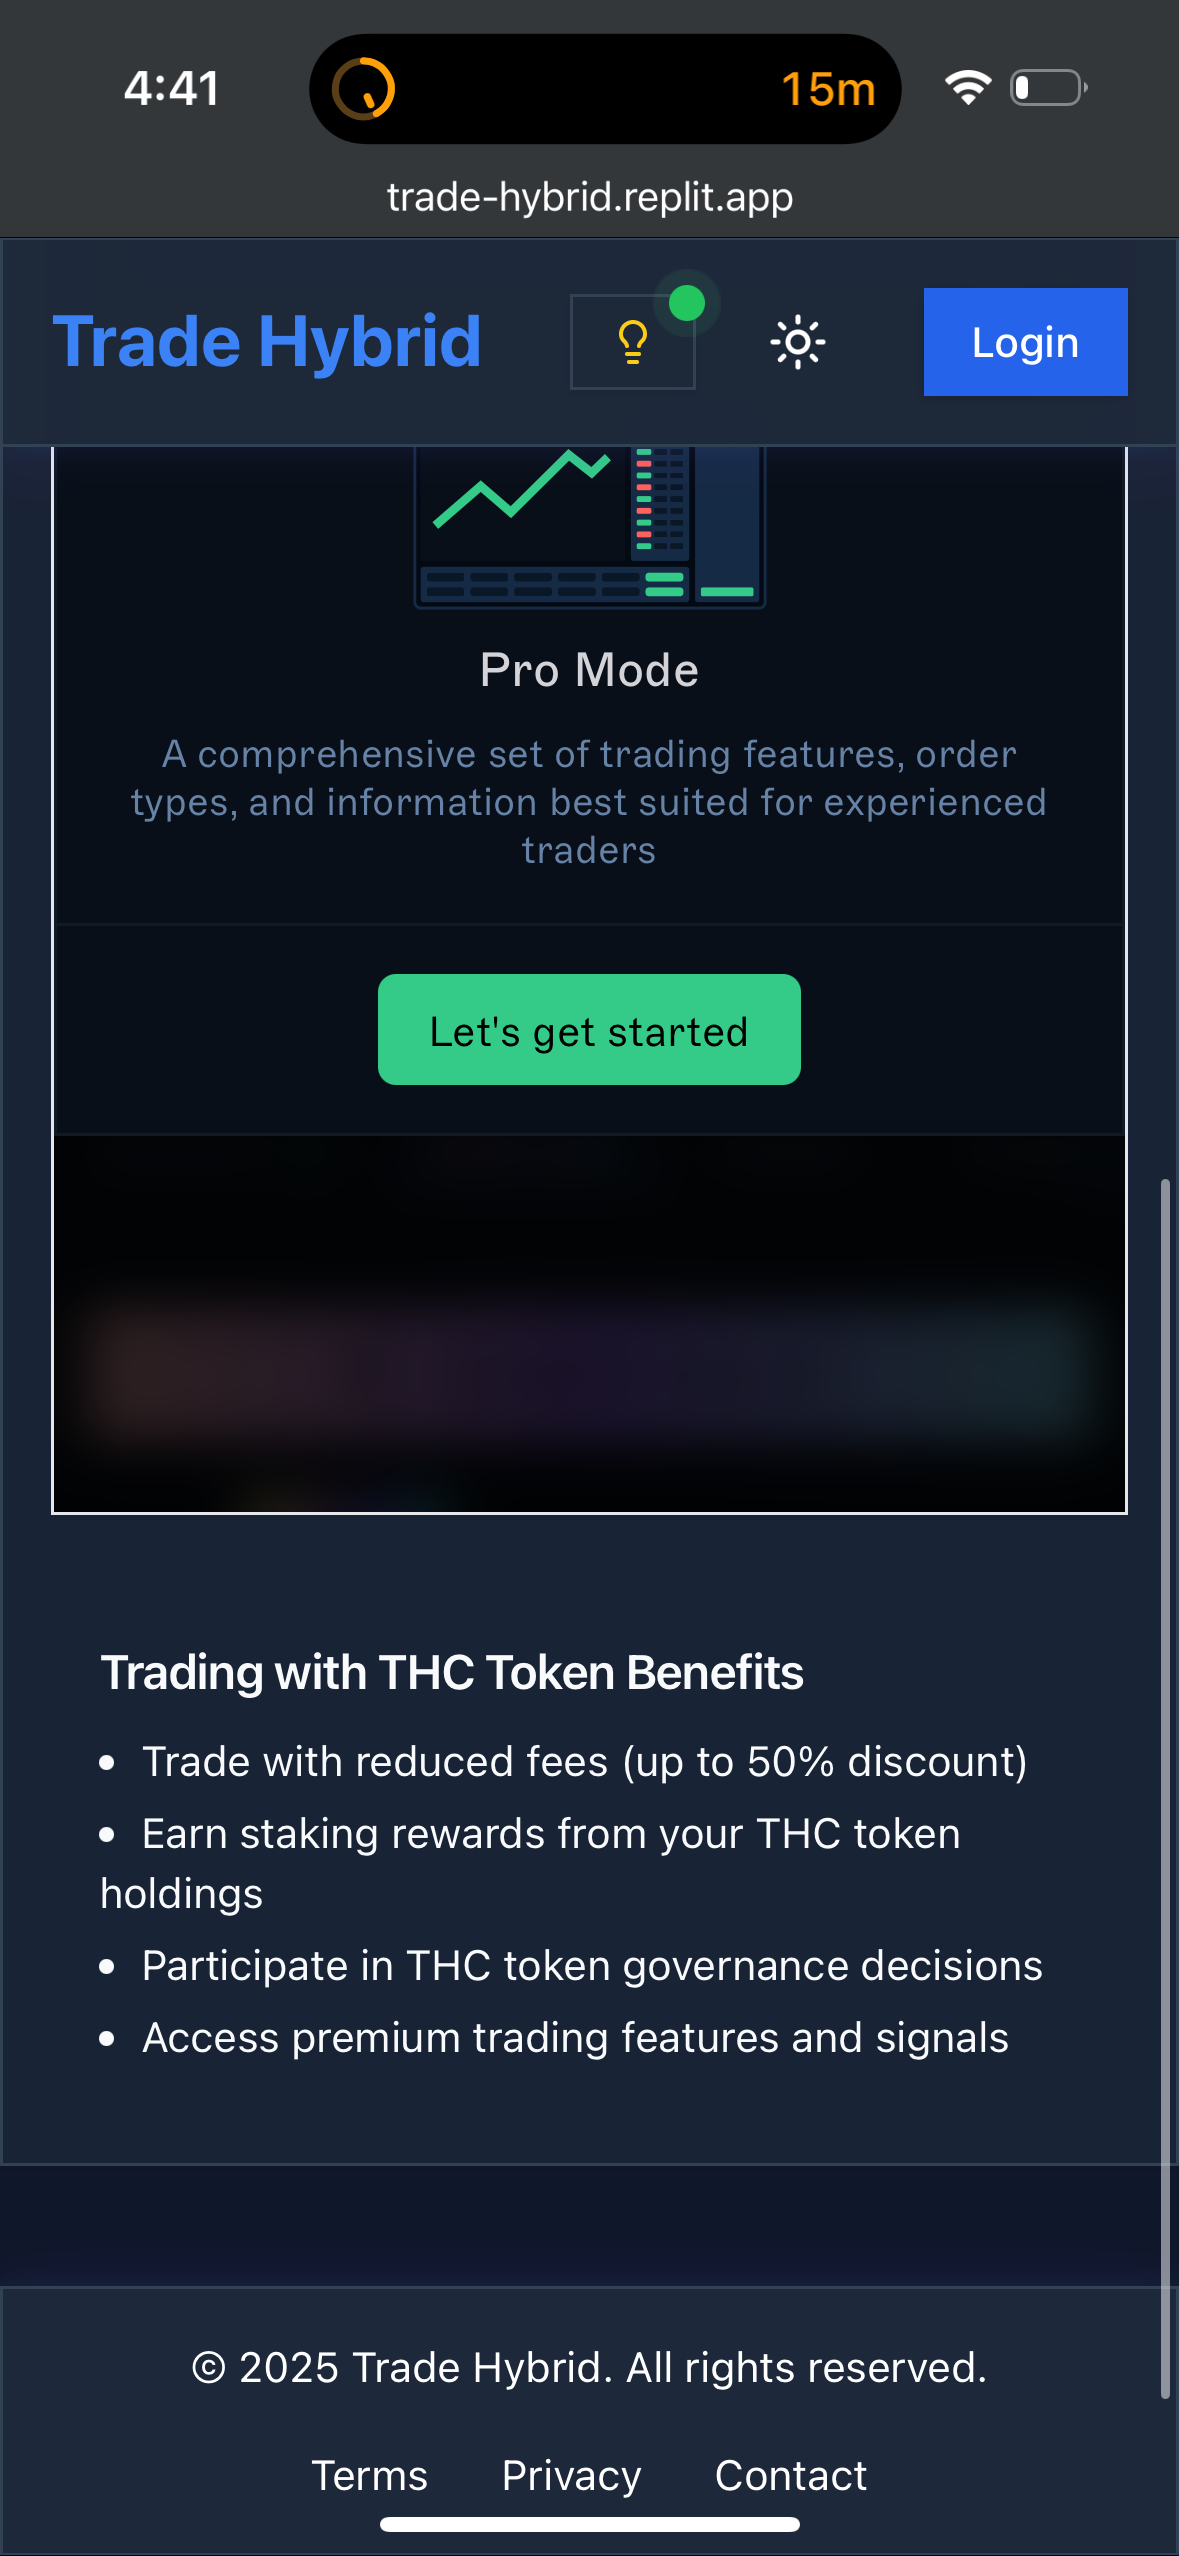 4:41
15m
trade-hybrid.replit.app
Trade Hybrid
Login
Pro Mode
A comprehensive set of trading features, order
types, and information best suited for experienced
traders
Let's get started
Trading with THC Token Benefits
• Trade with reduced fees (up to 50% discount)
• Earn staking rewards from your THC token
holdings
• Participate in THC token governance decisions
• Access premium trading features and signals
© 2025 Trade Hybrid. All rights reserved.
Terms Privacy Contact